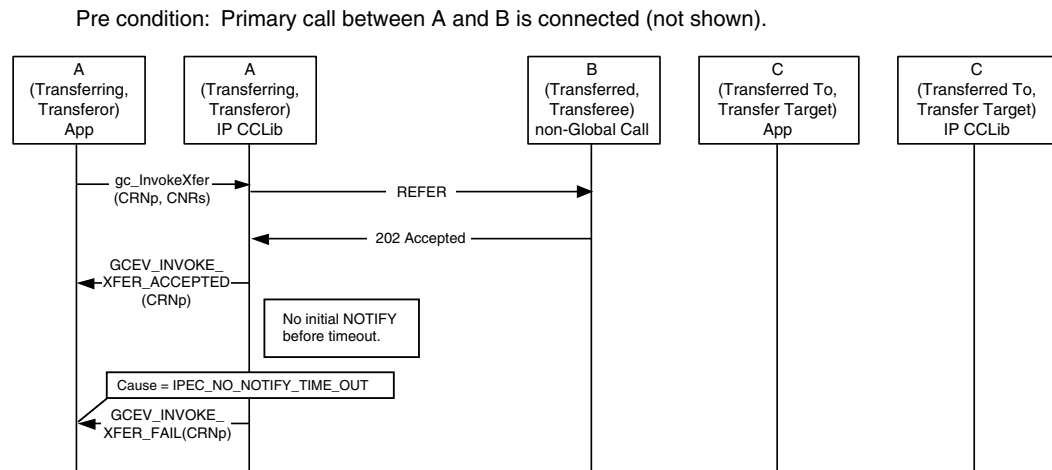 Pre condition:  Primary call between A and B is connected (not shown).
A
(Transferring,
Transferor)
App
A
(Transferring,
Transferor)
IP CCLib
B
(Transferred,
Transferee)
non-Global Call
C
(Transferred To,
Transfer Target)
App
C
(Transferred To,
Transfer Target)
IP CCLib
gc_InvokeXfer
(CRNp, CNRs)
REFER
202 Accepted
GCEV_INVOKE_
XFER_ACCEPTED
(CRNp)
No initial NOTIFY
before timeout.
Cause = IPEC_NO_NOTIFY_TIME_OUT
GCEV_INVOKE_
XFER_FAIL(CRNp)